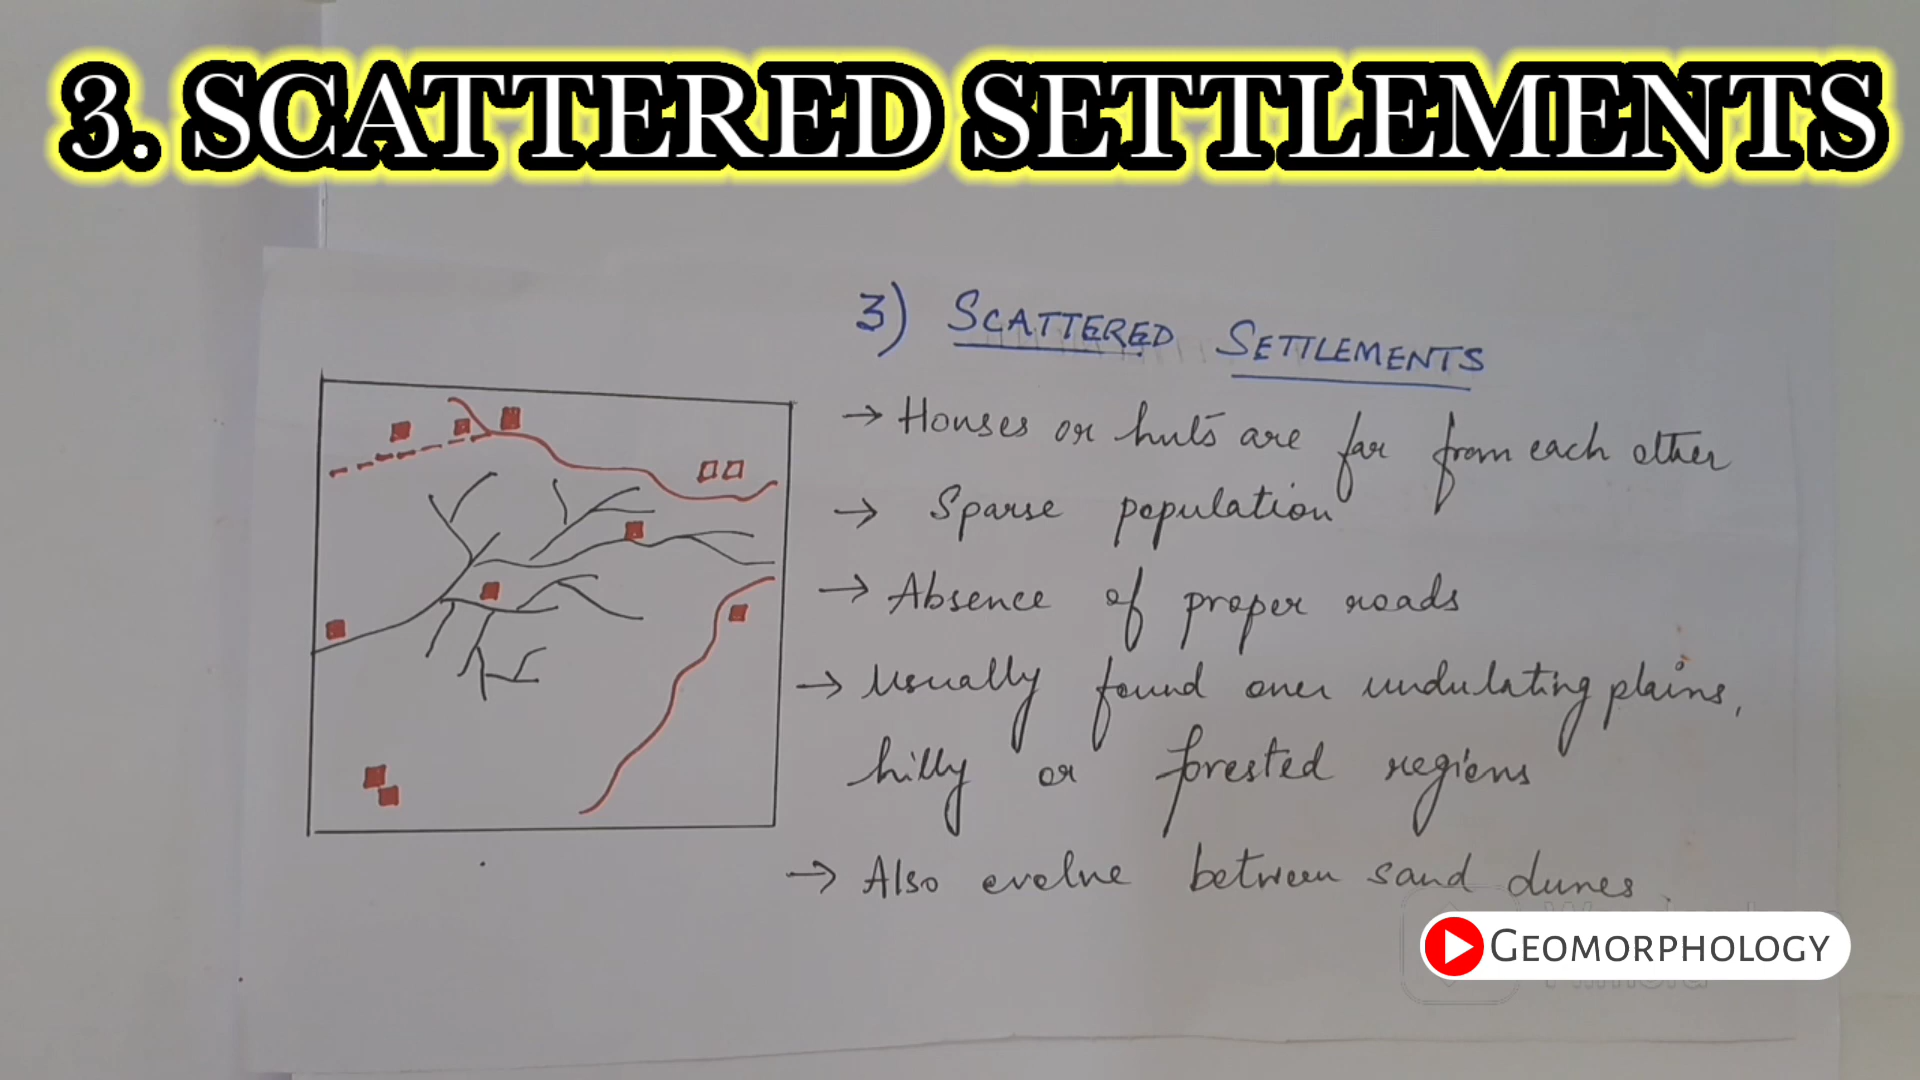 3. SCATTERED SETTLEMENTS
3) SCATTERED SETTLEMENTS
→ Houses or huts are far from each other
→ Sparse population
→ Absence of proper roads
→ Usually found over undulating plains,
hilly or forested regions
→ Also evolve between sand dunes.
GEOMORPHOLOGY